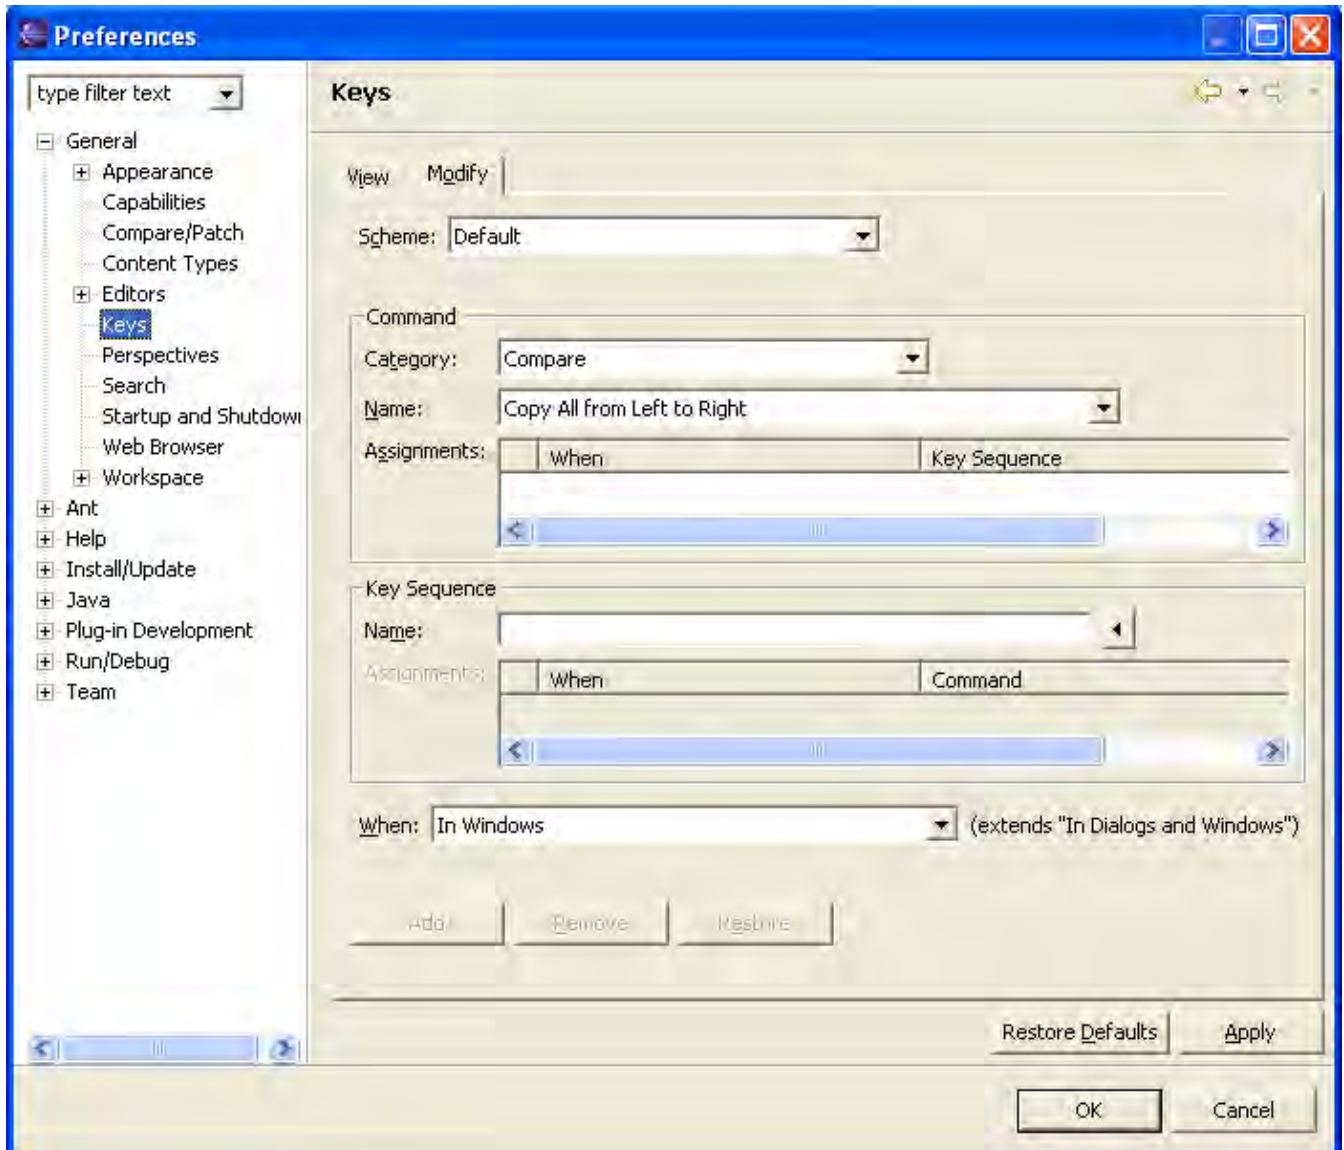 Preferences
type filter text
General
Appearance
Capabilities
Compare/Patch
Content Types
Editors
Keys
Perspectives
Search
Startup and Shutdow
Web Browser
Workspace
Ant
Help
Install/Update
Java
Plug-in Development
Run/Debug
Team
Keys
View Modify
Scheme: Default
Command
Category: Compare
Name: Copy All from Left to Right
Assignments: When Key Sequence
Key Sequence
Name:
Assignments: When Command
When: In Windows (extends "In Dialogs and Windows")
Add Remove Restore
Restore Defaults Apply
OK Cancel